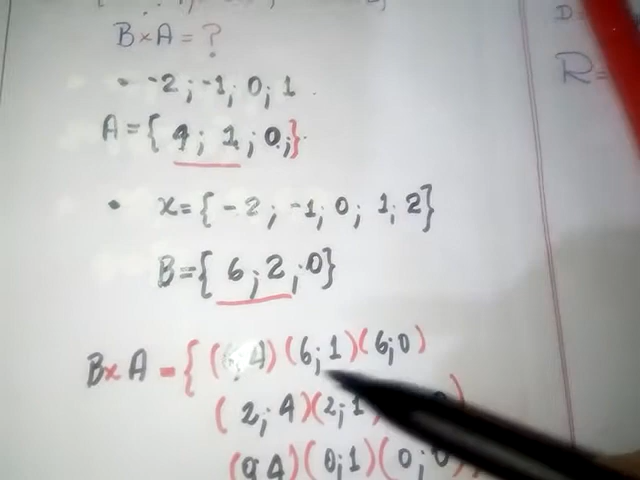 B×A=?
-2; -1; 0; 1
A={4; 1; 0;}
x={-2; -1; 0; 1; 2}
B={6; 2; 0}
B×A={( ;4)(6;1)(6;0)
(2;4)(2;1
(0;4)(0;1)(0;0
D=
R=